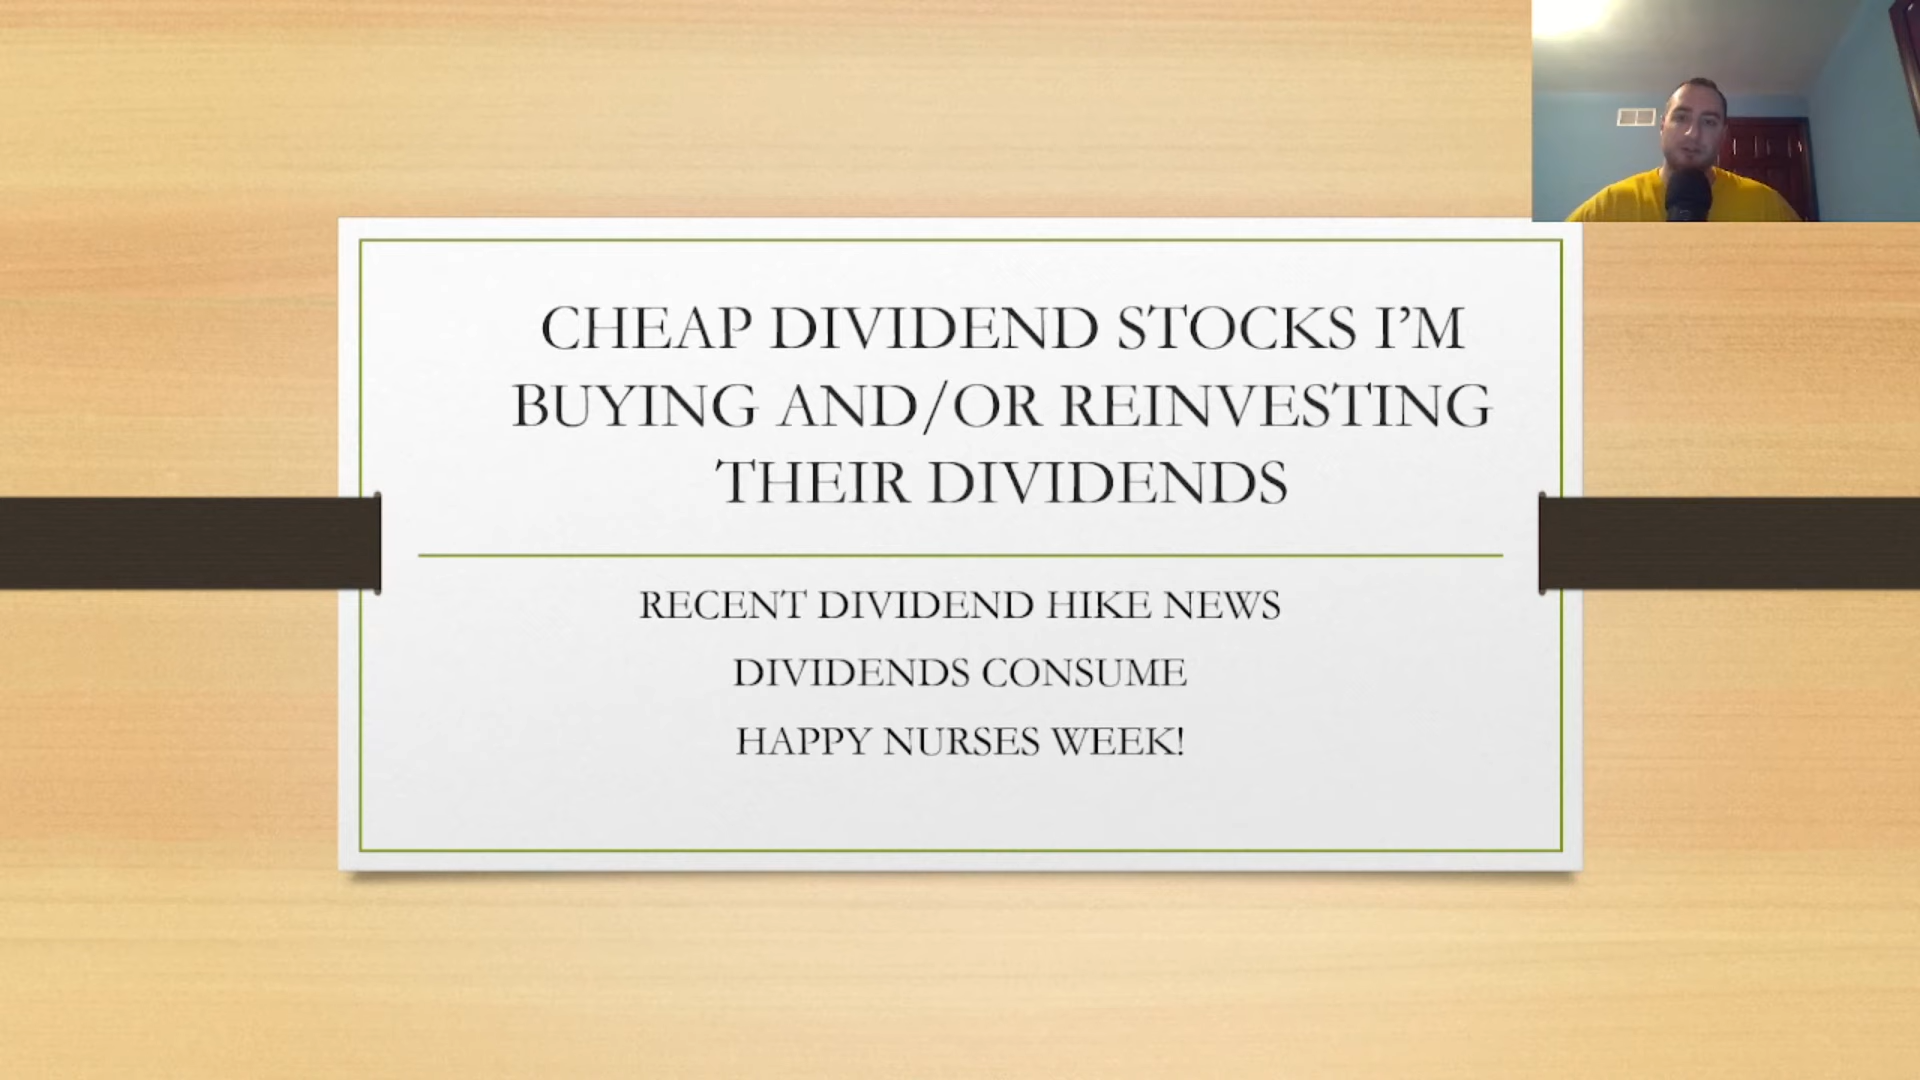 CHEAP DIVIDEND STOCKS I’M
BUYING AND/OR REINVESTING
THEIR DIVIDENDS
RECENT DIVIDEND HIKE NEWS
DIVIDENDS CONSUME
HAPPY NURSES WEEK!